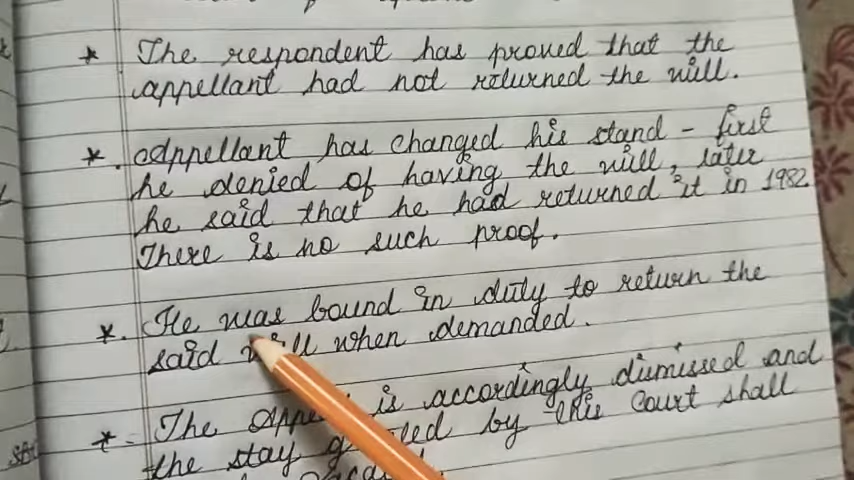 * The respondent has proved that the
appellant had not returned the will.
*. Appellant has changed his stand - first
he denied of having the will, later
he said that he had returned it in 1982.
There is no such proof.
*. He was bound in duty to return the
said will when demanded.
*. The is accordingly dismissed and
the stay by this Court shall